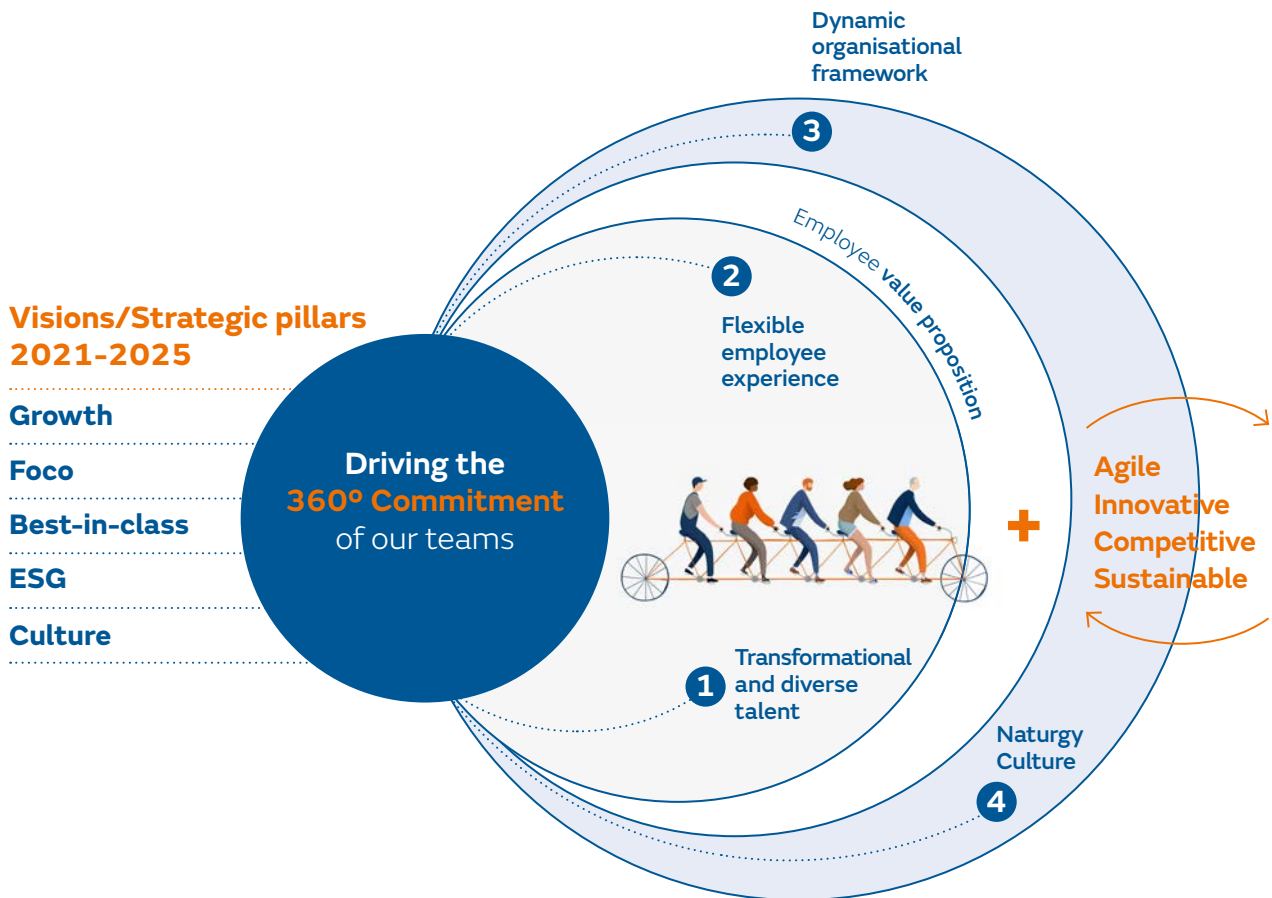 Dynamic
organisational
framework
3
Employee value proposition
2
Flexible
employee
experience
Visions/Strategic pillars
2021-2025
Growth
Foco
Best-in-class
ESG
Culture
Driving the
360º Commitment
of our teams
+
Agile
Innovative
Competitive
Sustainable
1
Transformational
and diverse
talent
Naturgy
Culture
4